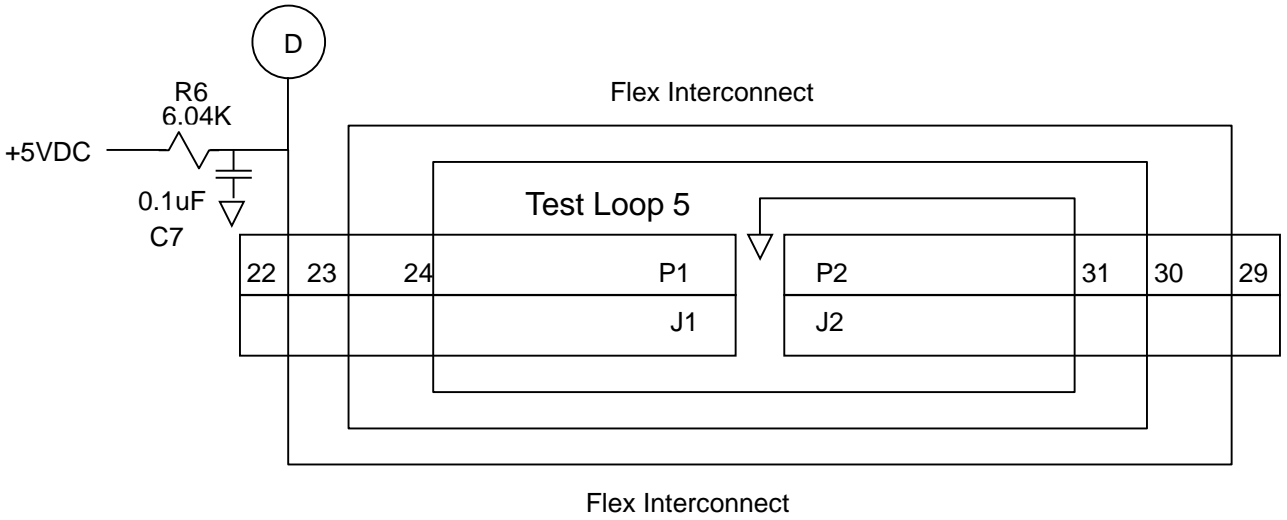 D
R6
6.04K
Flex Interconnect
+5VDC
0.1uF
C7
Test Loop 5
22 23 24 P1 P2 31 30 29
J1 J2
Flex Interconnect